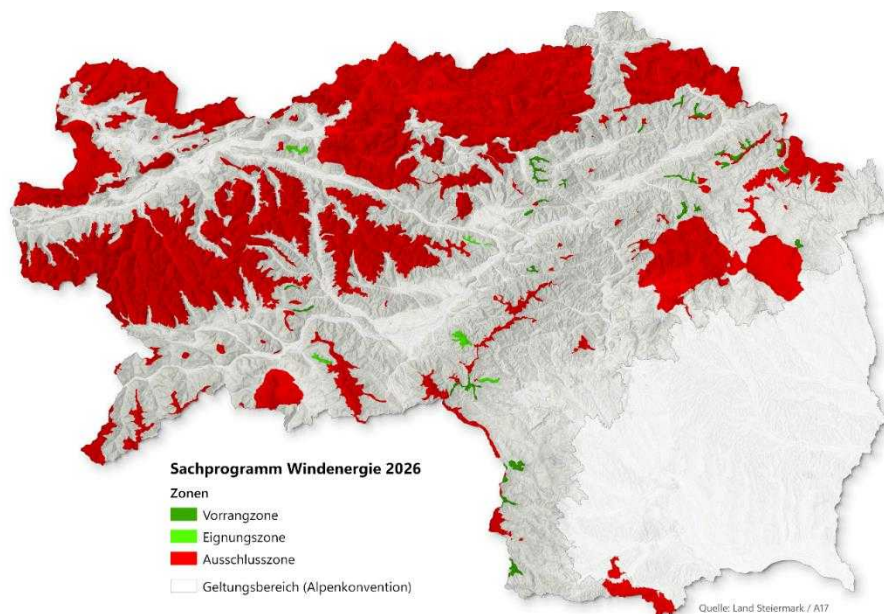 Sachprogramm Windenergie 2026
Zonen
Vorrangzone
Eignungszone
Ausschlusszone
Geltungsbereich (Alpenkonvention)
Quelle: Land Steiermark / A17